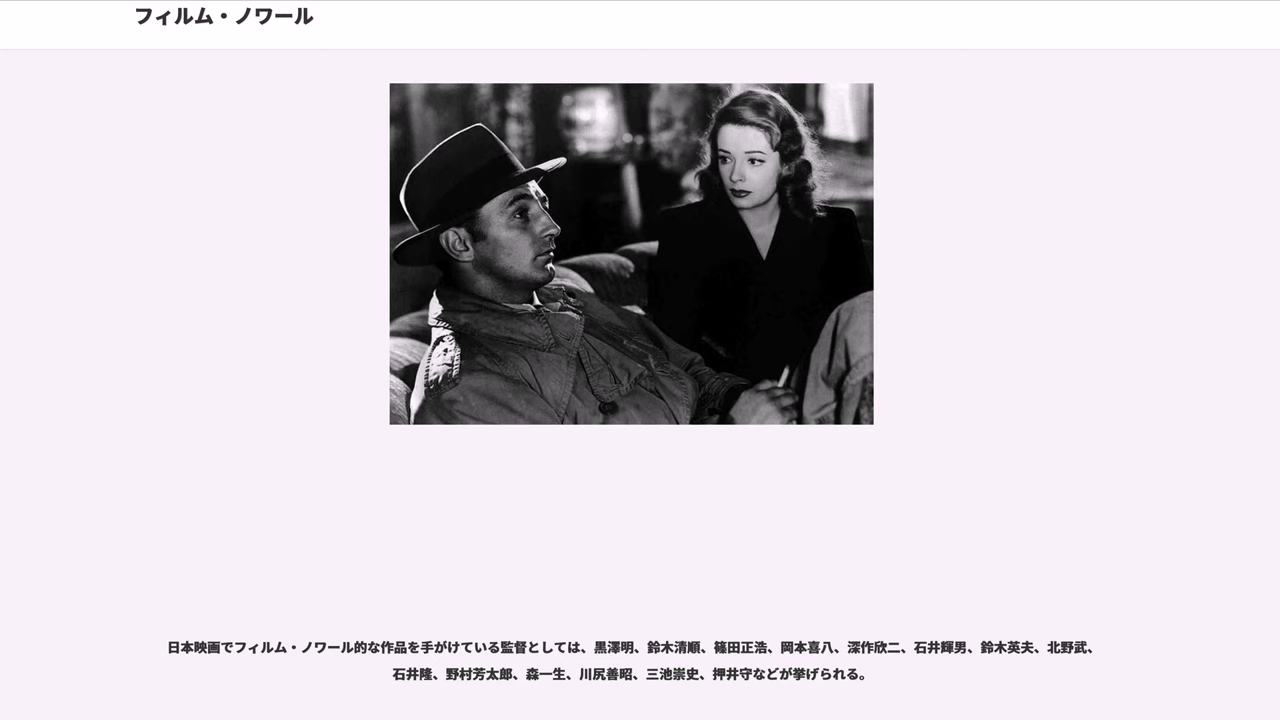 フィルム・ノワール
日本映画でフィルム・ノワール的な作品を手がけている監督としては、黒澤明、鈴木清順、篠田正浩、岡本喜八、深作欣二、石井輝男、鈴木英夫、北野武、
石井隆、野村芳太郎、森一生、川尻善昭、三池崇史、押井守などが挙げられる。